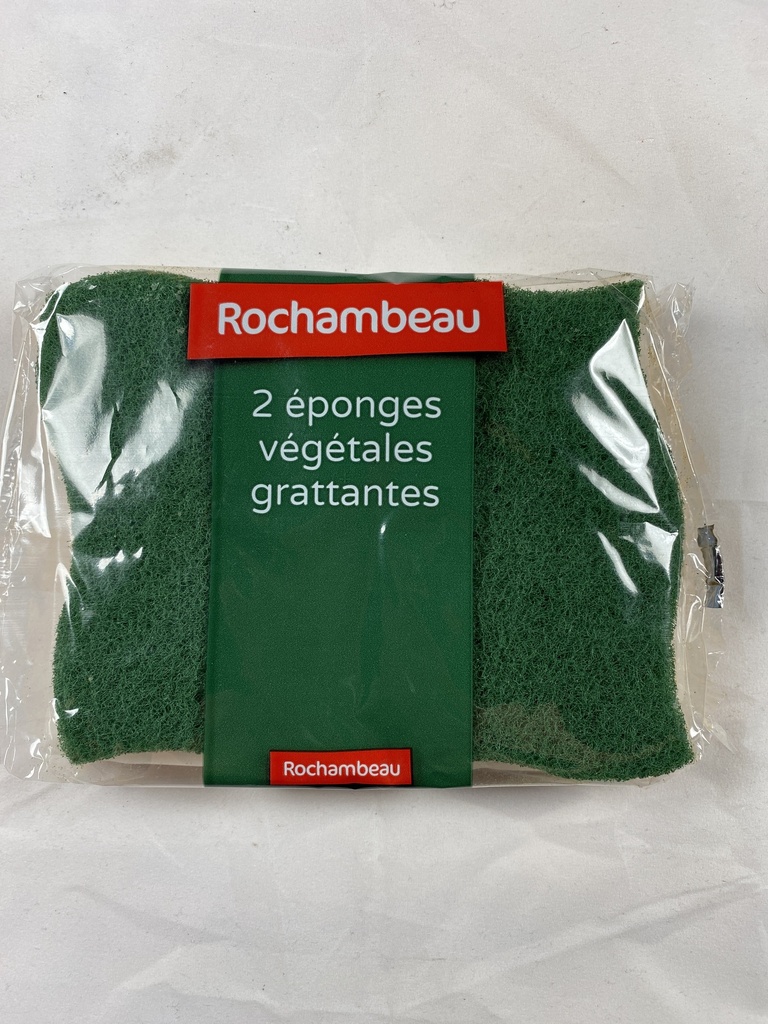 Rochambeau
2 éponges
végétales
grattantes
Rochambeau